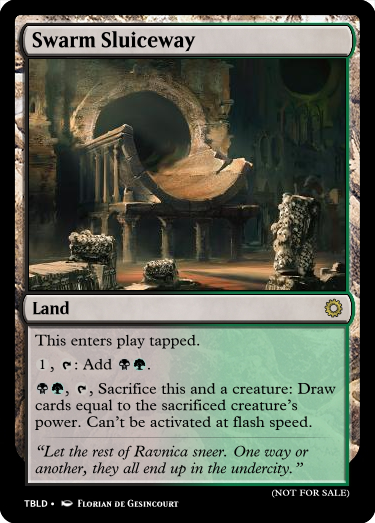 Swarm Sluiceway
Land
This enters play tapped.
1 , T: Add BG.
BG, T, Sacrifice this and a creature: Draw
cards equal to the sacrificed creature's
power. Can't be activated at flash speed.
"Let the rest of Ravnica sneer. One way or
another, they all end up in the undercity."
(NOT FOR SALE)
TBLD • Florian de Gesincourt